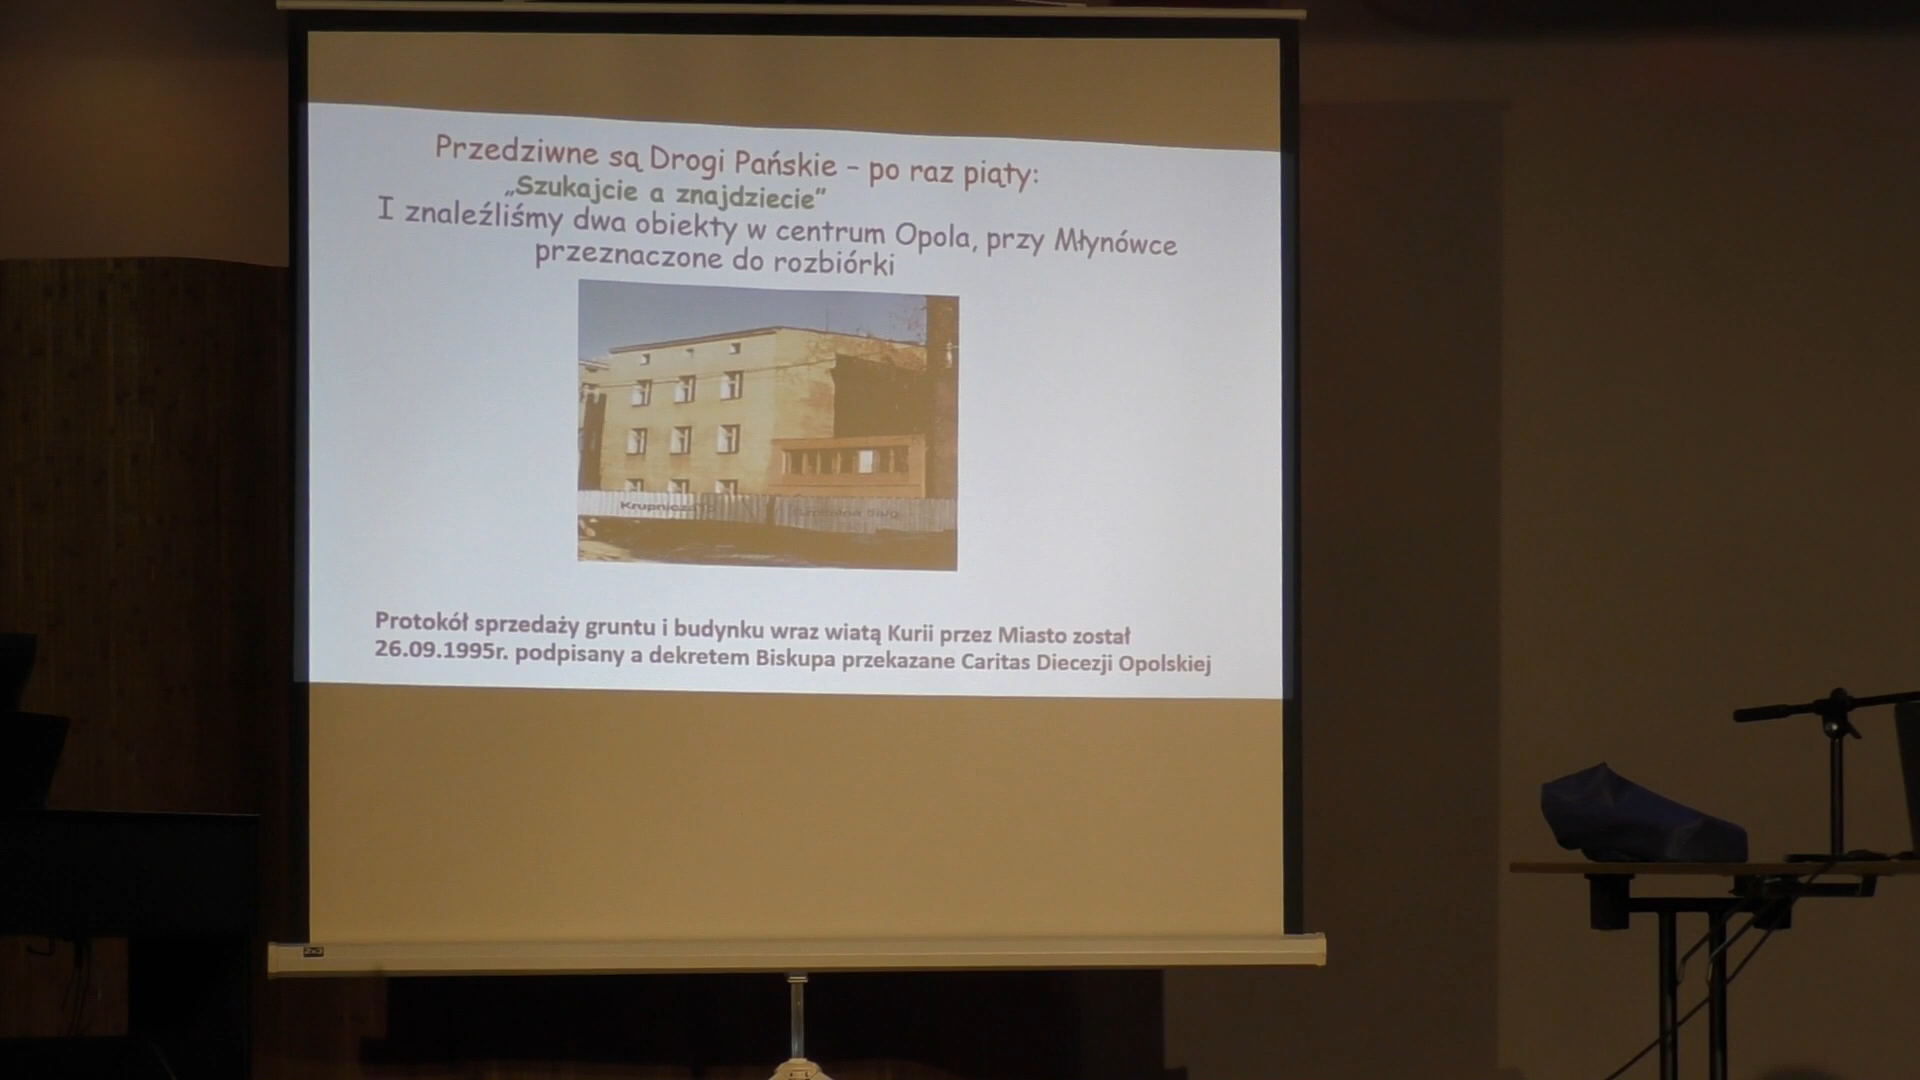 Przedziwne są Drogi Pańskie – po raz piąty:
„Szukajcie a znajdziecie”
I znaleźliśmy dwa obiekty w centrum Opola, przy Młynówce
przeznaczone do rozbiórki
Protokół sprzedaży gruntu i budynku wraz wiatą Kurii przez Miasto został
26.09.1995r. podpisany a dekretem Biskupa przekazane Caritas Diecezji Opolskiej